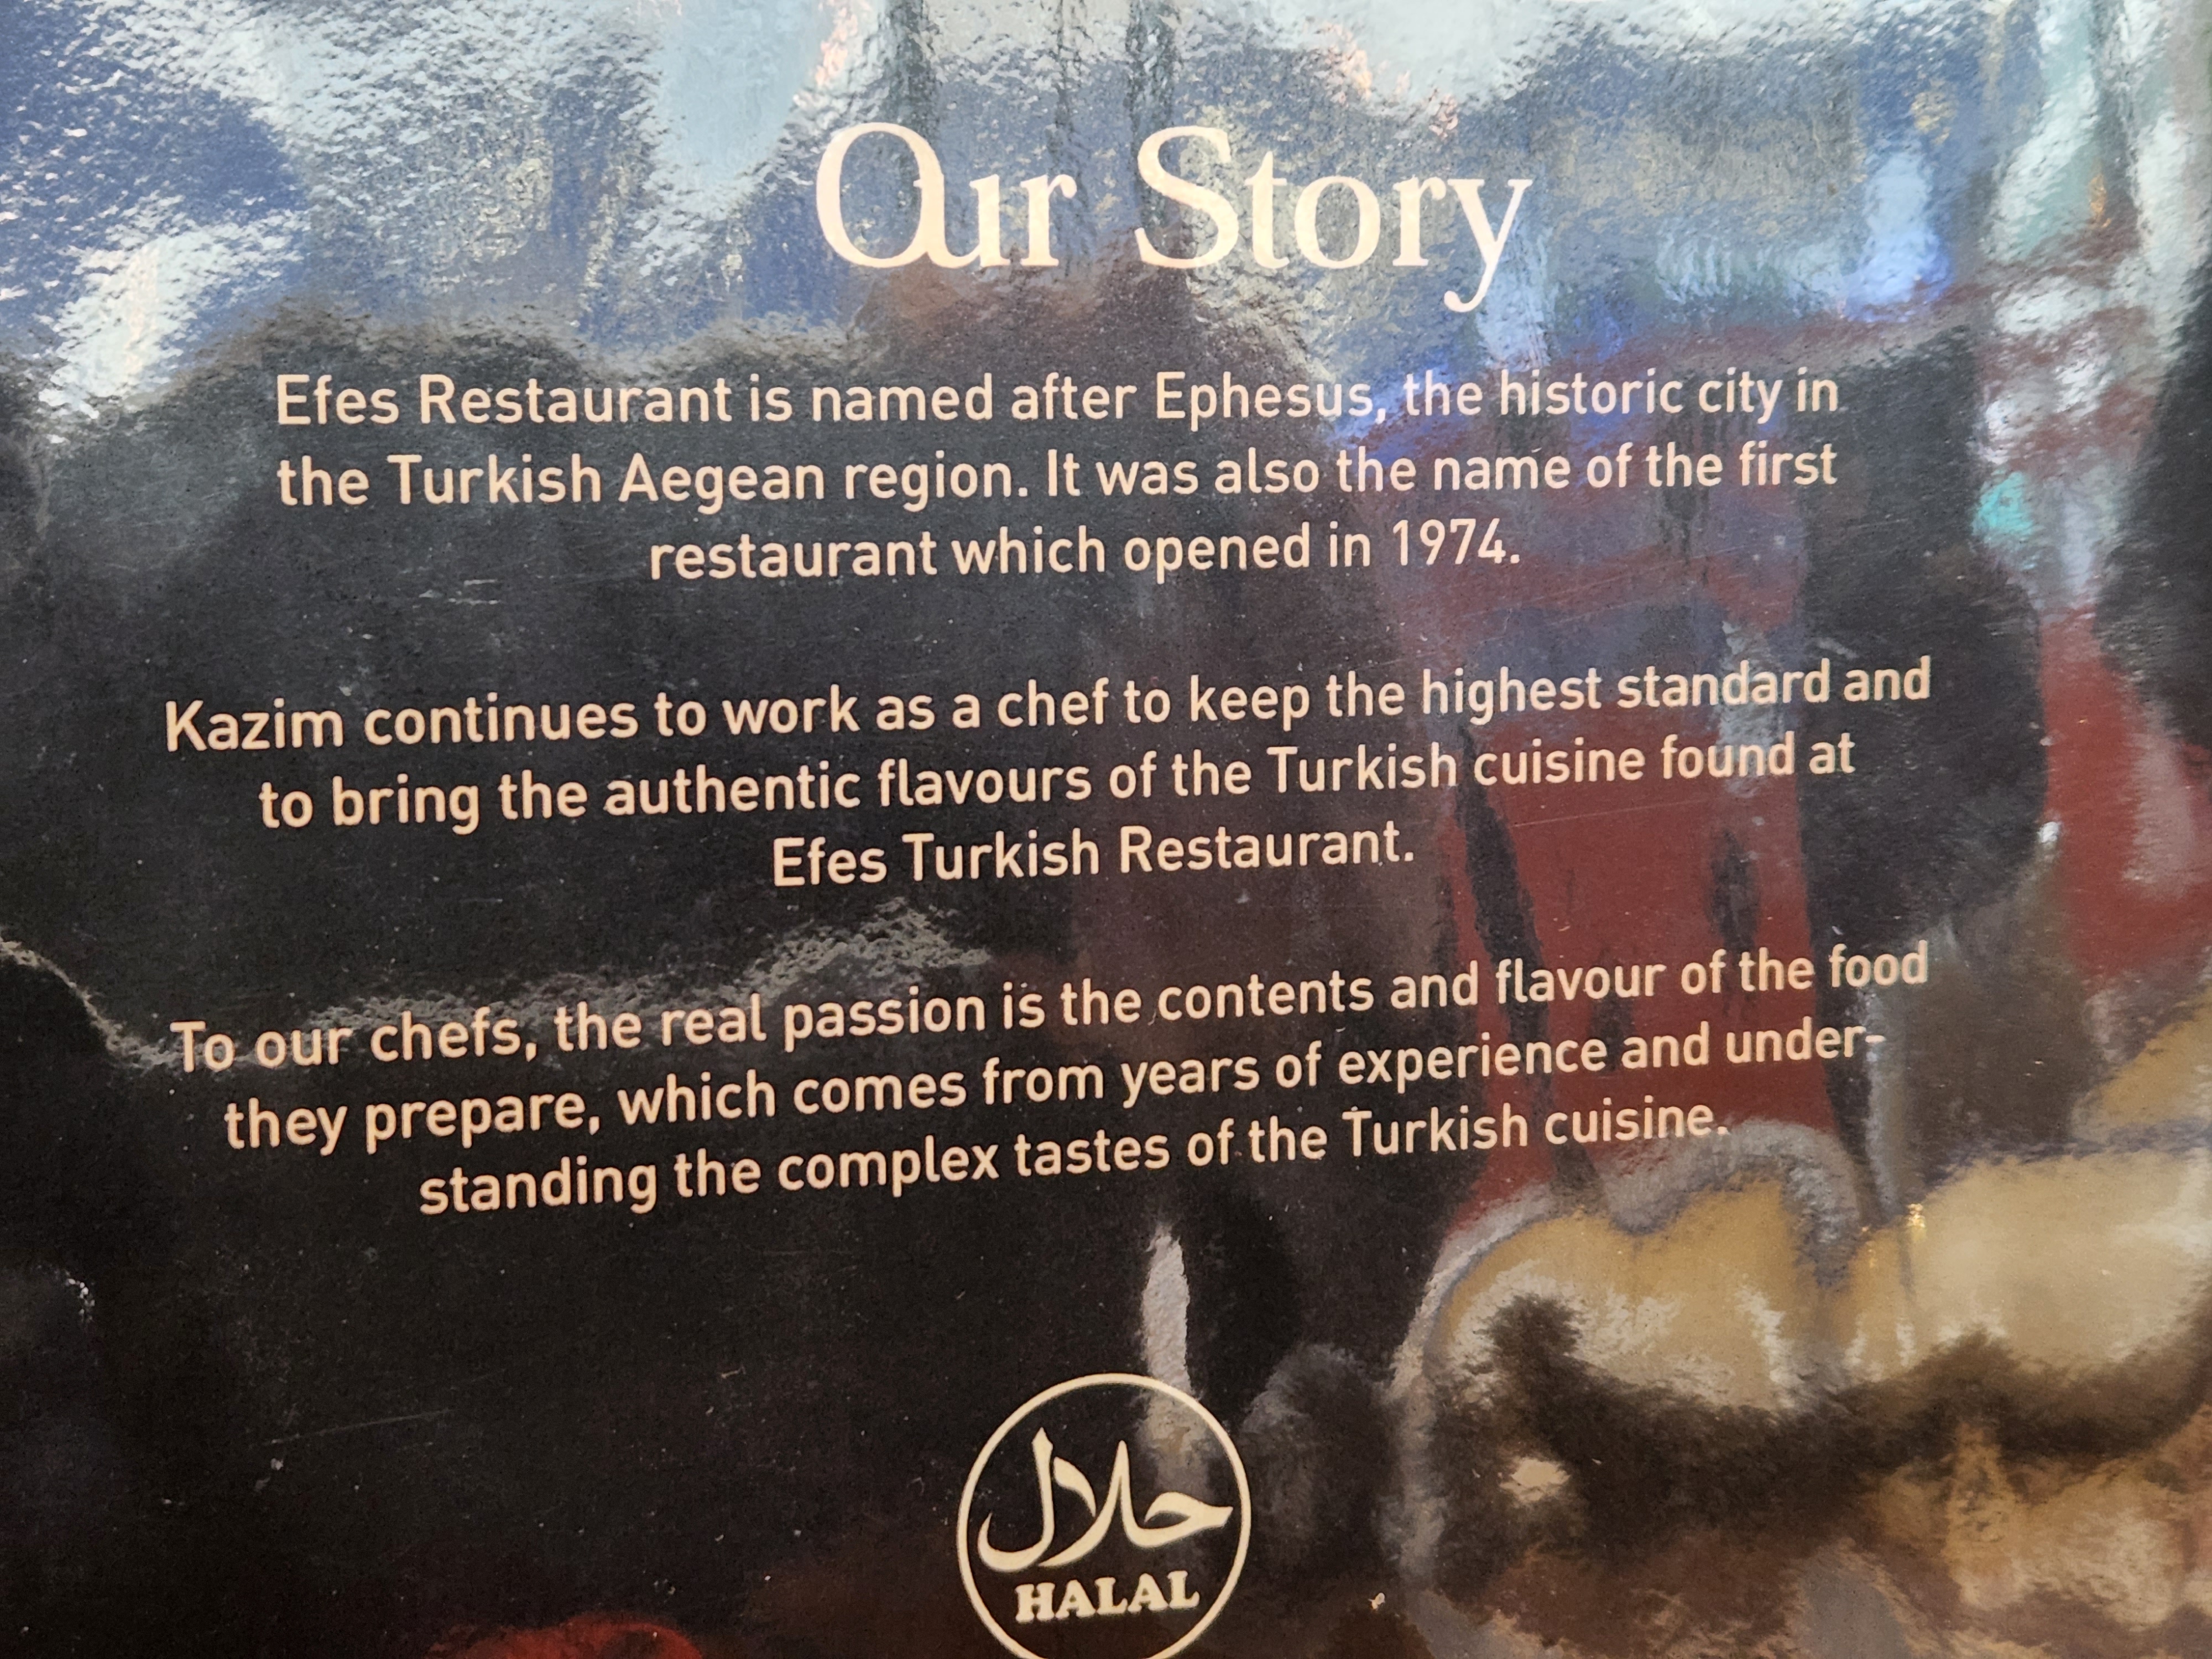 Our Story
Efes Restaurant is named after Ephesus, the historic city in
the Turkish Aegean region. It was also the name of the first
restaurant which opened in 1974.
Kazim continues to work as a chef to keep the highest standard and
to bring the authentic flavours of the Turkish cuisine found at
Efes Turkish Restaurant.
To our chefs, the real passion is the contents and flavour of the food
they prepare, which comes from years of experience and under-
standing the complex tastes of the Turkish cuisine.
حلال
HALAL